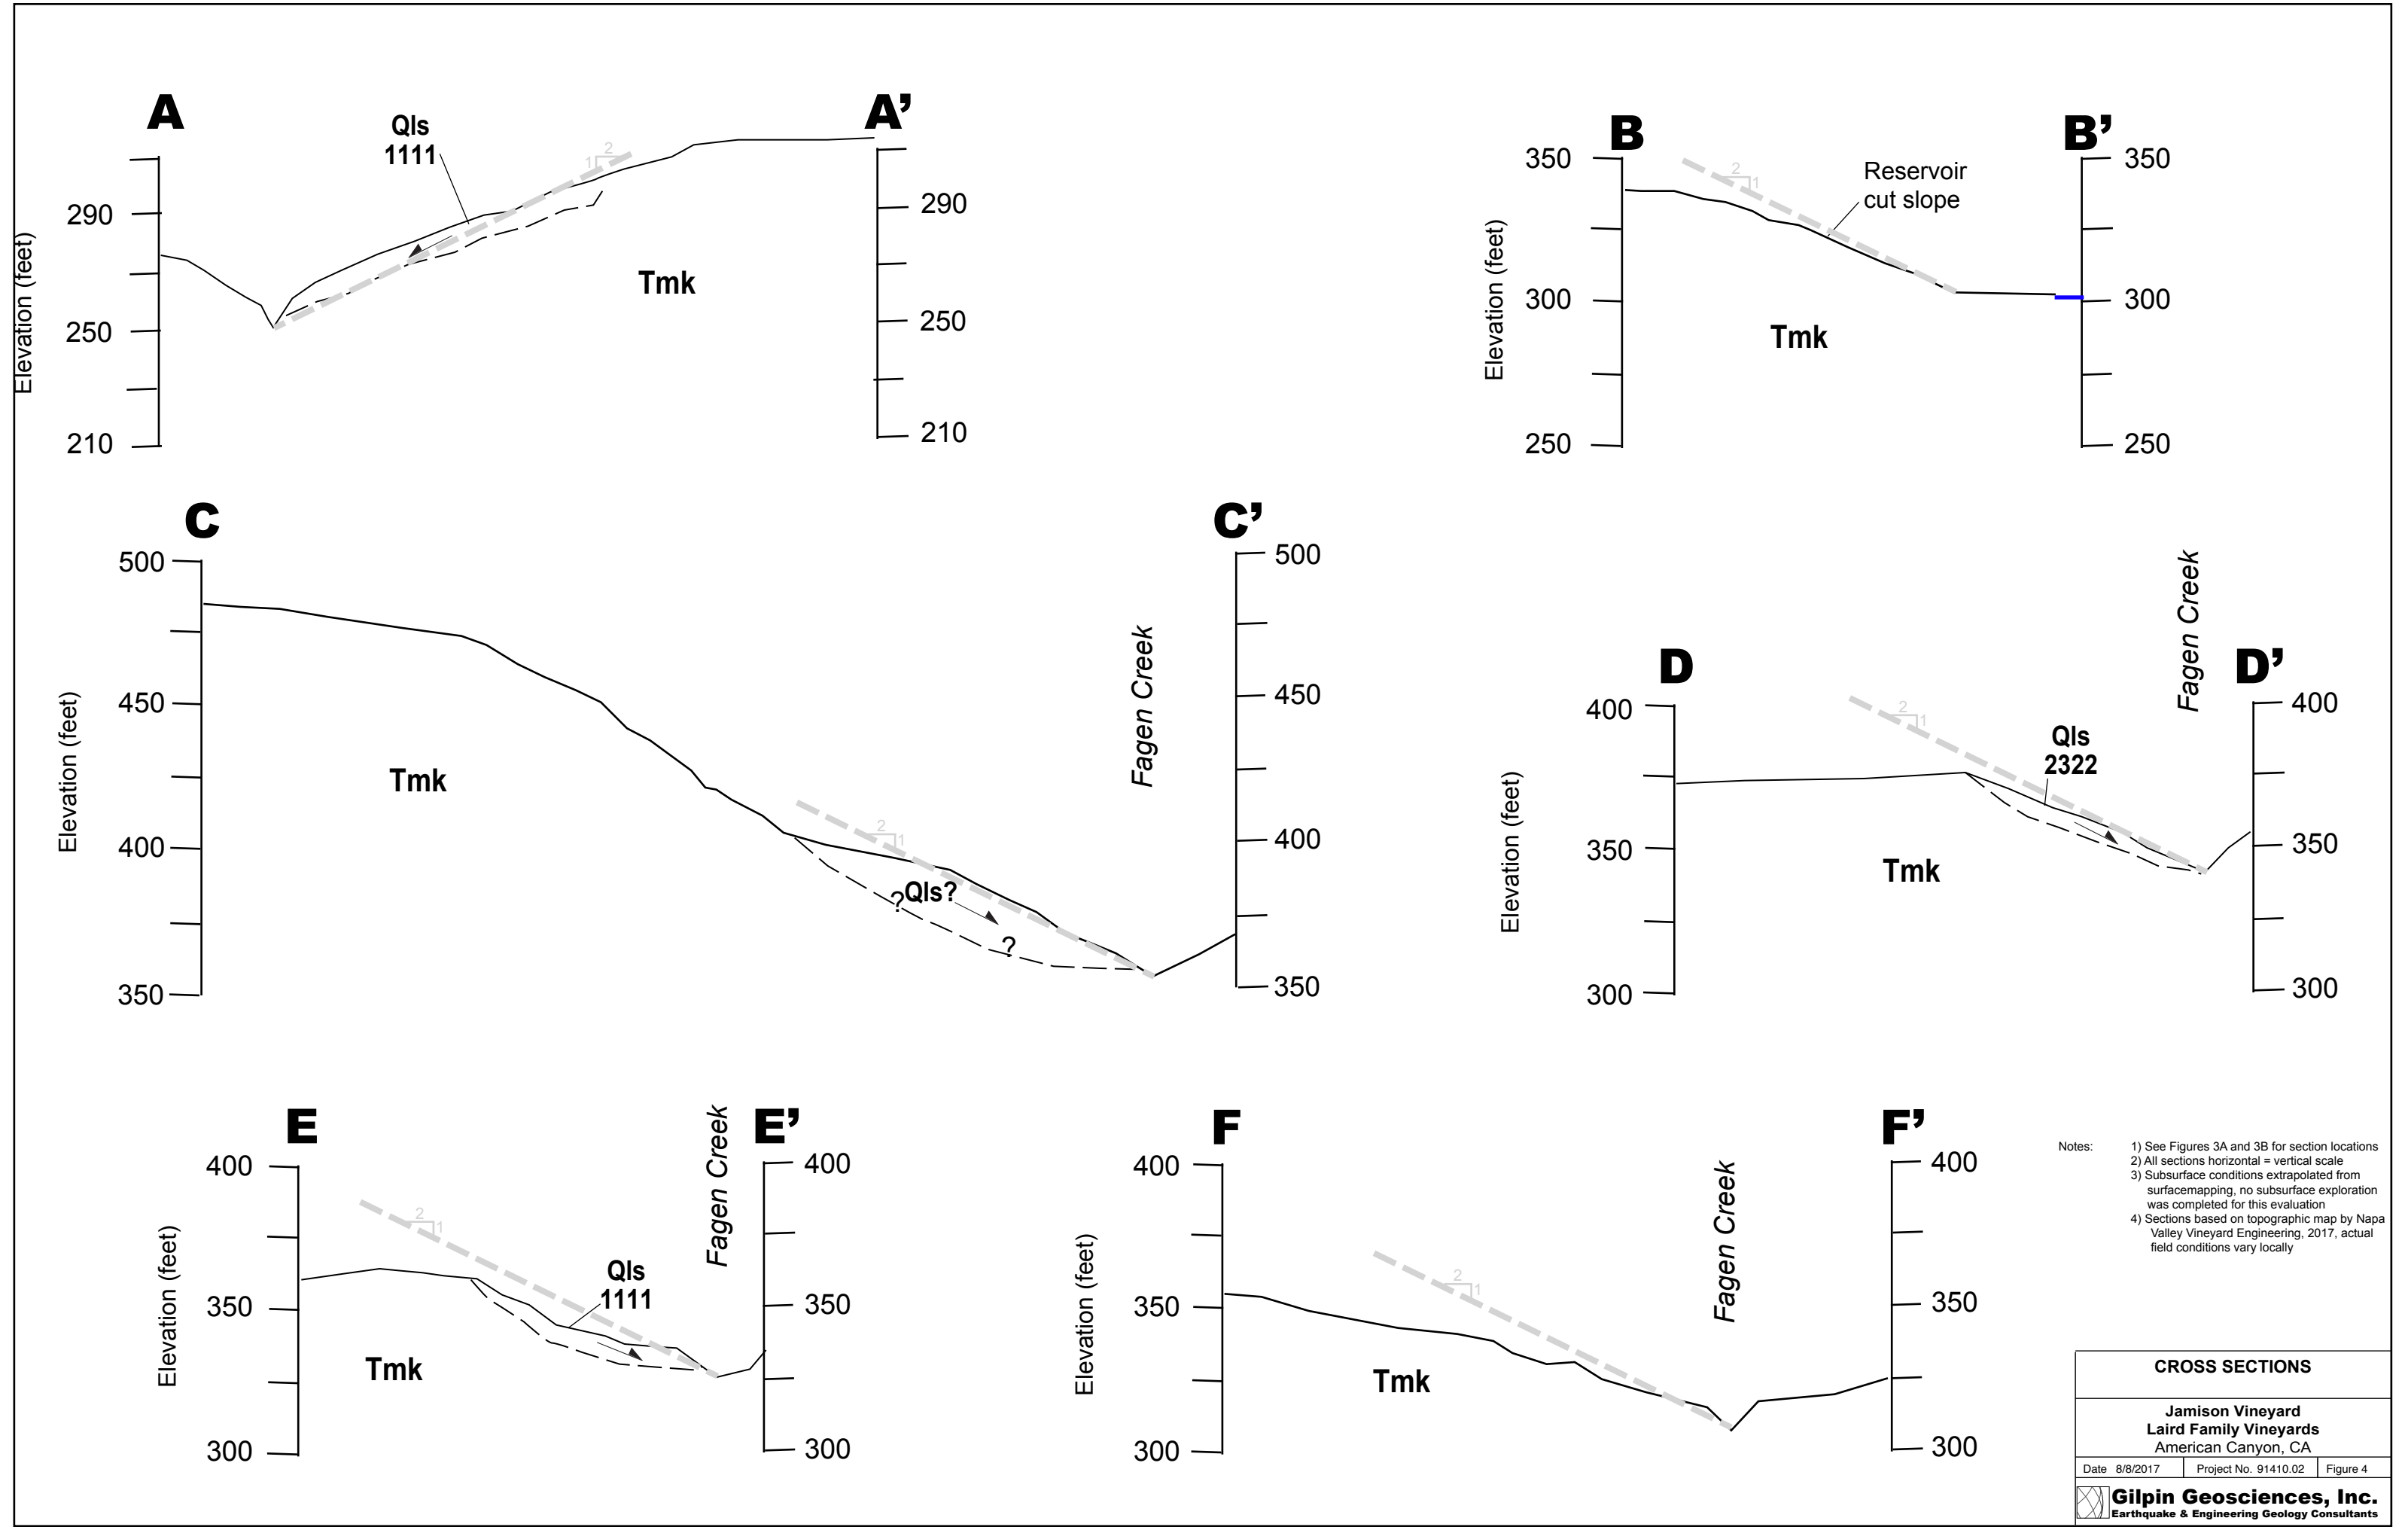 A
A’
Qls
1111
1
2
Elevation (feet)
290
250
210
Tmk
290
250
210
B
B’
350
300
250
Elevation (feet)
2
1
Reservoir
cut slope
Tmk
350
300
250
C
C’
500
450
400
350
Elevation (feet)
Tmk
2
1
?
Qls?
?
Fagen Creek
500
450
400
350
D
D’
Fagen Creek
400
350
300
Elevation (feet)
2
1
Qls
2322
Tmk
400
350
300
E
E’
Fagen Creek
400
350
300
Elevation (feet)
2
1
Qls
1111
Tmk
400
350
300
F
F’
Fagen Creek
400
350
300
Elevation (feet)
2
1
Tmk
400
350
300
Notes: 1) See Figures 3A and 3B for section locations
2) All sections horizontal = vertical scale
3) Subsurface conditions extrapolated from
surfacemapping, no subsurface exploration
was completed for this evaluation
4) Sections based on topographic map by Napa
Valley Vineyard Engineering, 2017, actual
field conditions vary locally
CROSS SECTIONS
Jamison Vineyard
Laird Family Vineyards
American Canyon, CA
Date 8/8/2017 Project No. 91410.02 Figure 4
Gilpin Geosciences, Inc.
Earthquake & Engineering Geology Consultants